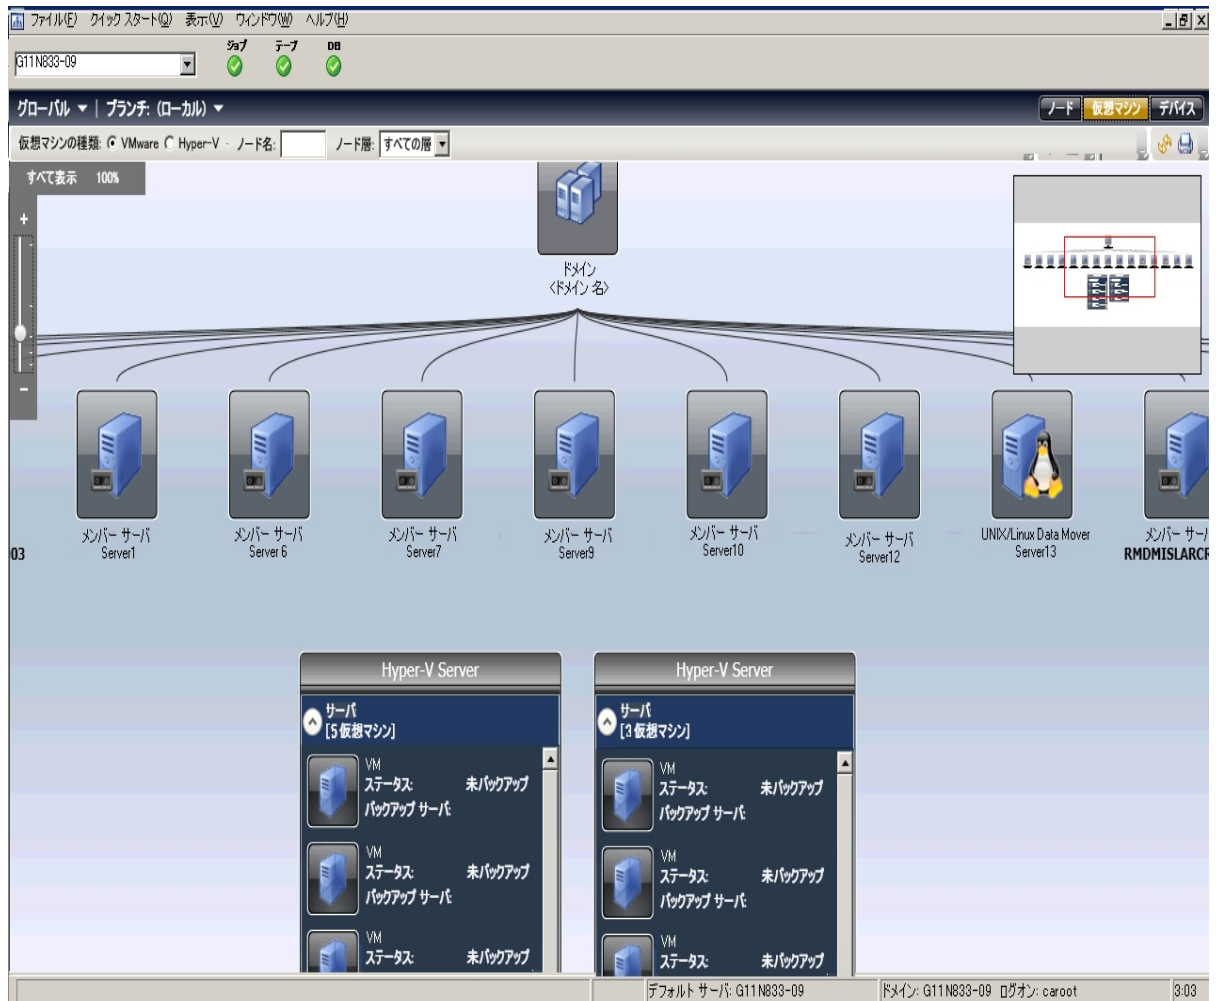 ファイル(F) クイック スタート(Q) 表示(V) ウィンドウ(W) ヘルプ(H)
ジョブ テープ DB
G11N833-09
グローバル ブランチ: (ローカル) ノード 仮想マシン デバイス
仮想マシンの種類: VMware Hyper-V ノード名: ノード層: すべての層
すべて表示 100%
+
-
ドメイン
<ドメイン 名>
メンバー サーバ
Server1
メンバー サーバ
Server 6
メンバー サーバ
Server7
メンバー サーバ
Server9
メンバー サーバ
Server10
メンバー サーバ
Server12
UNIX/Linux Data Mover
Server13
メンバー サーバ
RMDMISLARCR
03
Hyper-V Server
サーバ
[5 仮想マシン]
VM
ステータス: 未バックアップ
バックアップ サーバ:
VM
ステータス: 未バックアップ
バックアップ サーバ:
VM
ステータス: 未バックアップ
Hyper-V Server
サーバ
[3 仮想マシン]
VM
ステータス: 未バックアップ
バックアップ サーバ:
VM
ステータス: 未バックアップ
バックアップ サーバ:
VM
ステータス: 未バックアップ
デフォルト サーバ: G11N833-09 ドメイン: G11N833-09 ログオン: caroot 3:03